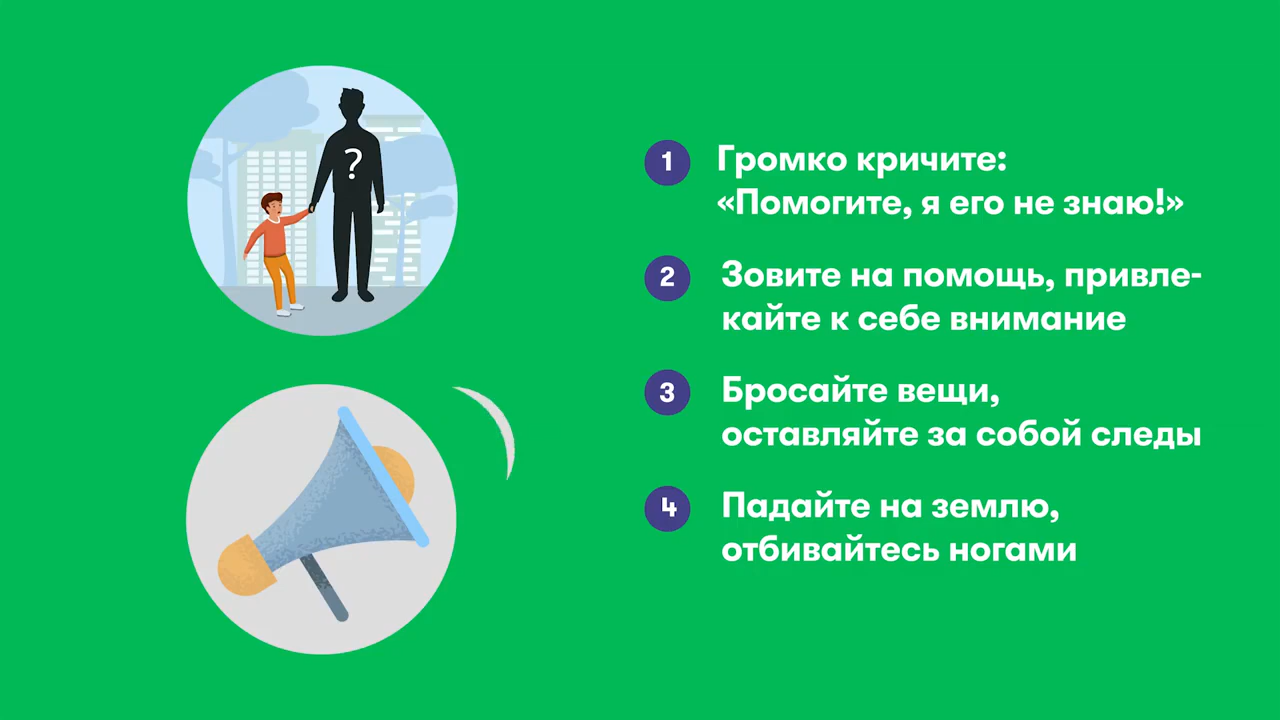 ?
1 Громко кричите:
«Помогите, я его не знаю!»
2 Зовите на помощь, привле-
кайте к себе внимание
3 Бросайте вещи,
оставляйте за собой следы
4 Падайте на землю,
отбивайтесь ногами